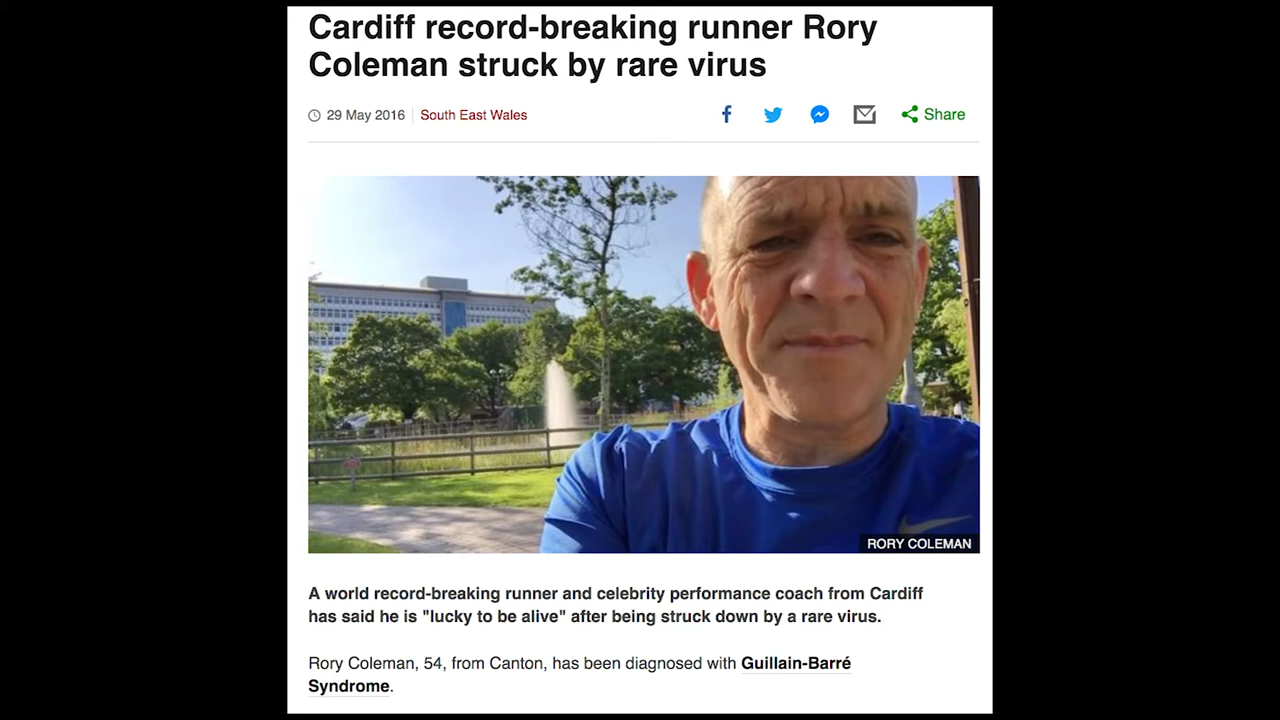 Cardiff record-breaking runner Rory
Coleman struck by rare virus
29 May 2016 South East Wales Share
RORY COLEMAN
A world record-breaking runner and celebrity performance coach from Cardiff
has said he is "lucky to be alive" after being struck down by a rare virus.
Rory Coleman, 54, from Canton, has been diagnosed with Guillain-Barré
Syndrome.